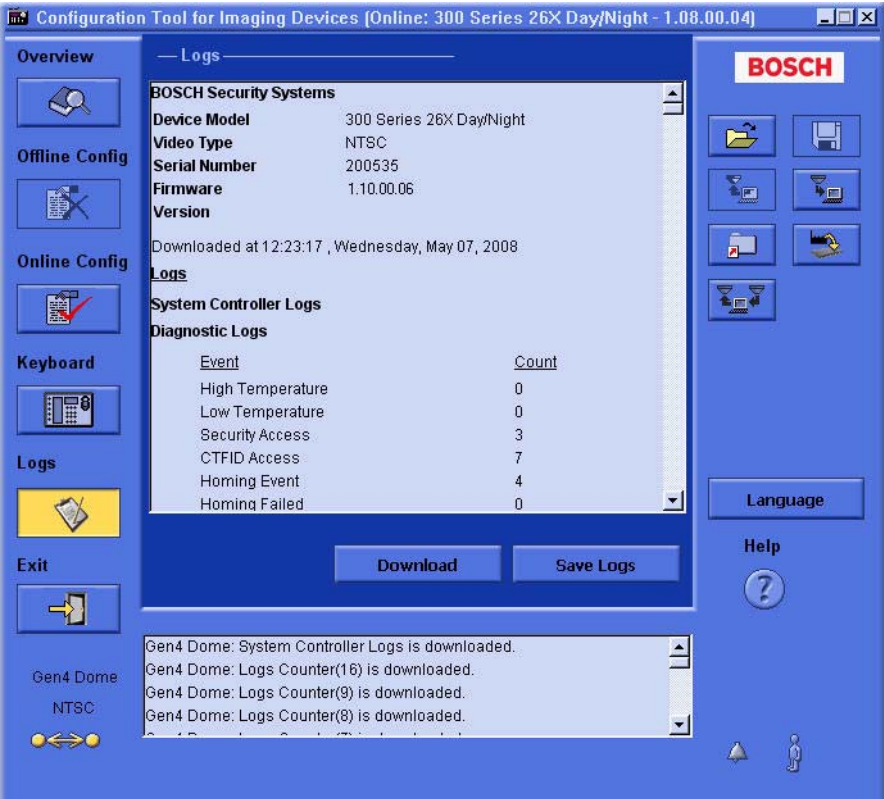 Configuration Tool for Imaging Devices (Online: 300 Series 26X Day/Night - 1.08.00.04)
Overview
Offline Config
Online Config
Keyboard
Logs
Exit
Gen4 Dome
NTSC
Logs
BOSCH Security Systems
Device Model 300 Series 26X Day/Night
Video Type NTSC
Serial Number 200535
Firmware 1.10.00.06
Version
Downloaded at 12:23:17 , Wednesday, May 07, 2008
Logs
System Controller Logs
Diagnostic Logs
Event Count
High Temperature 0
Low Temperature 0
Security Access 3
CTFID Access 7
Homing Event 4
Homing Failed 0
Download Save Logs
Gen4 Dome: System Controller Logs is downloaded.
Gen4 Dome: Logs Counter(16) is downloaded.
Gen4 Dome: Logs Counter(9) is downloaded.
Gen4 Dome: Logs Counter(8) is downloaded.
BOSCH
Language
Help
?